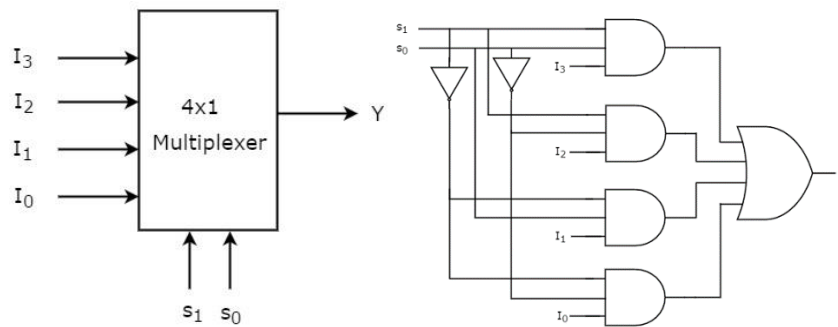 I₃
I₂
I₁
I₀
4x1
Multiplexer
Y
s₁ s₀
s₁
s₀
I₃
I₂
I₁
I₀